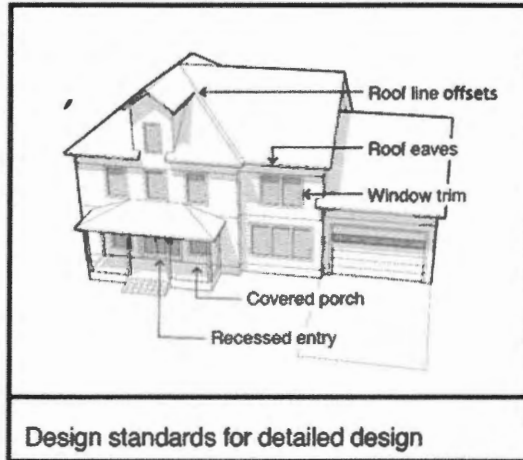 Roof line offsets
Roof eaves
Window trim
Covered porch
Recessed entry
Design standards for detailed design